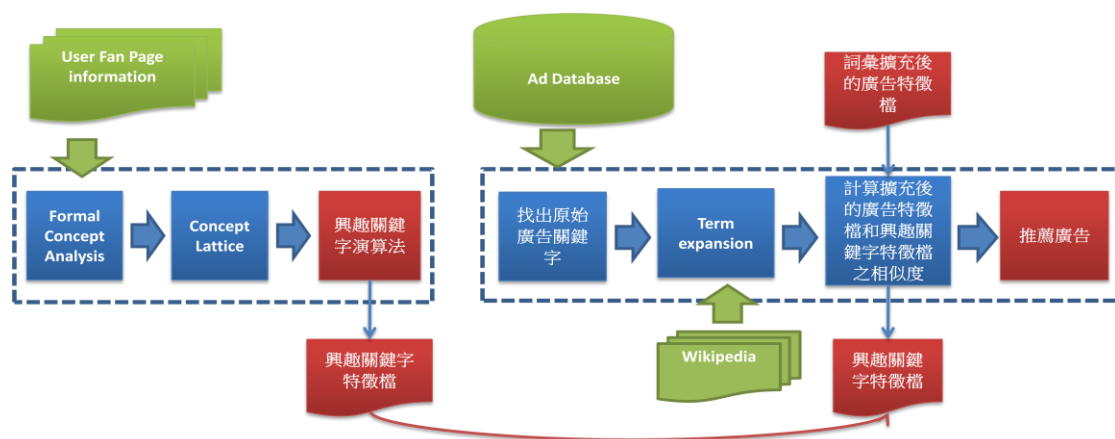 User Fan Page
information
Ad Database
詞彙擴充後
的廣告特徵
檔
Formal
Concept
Analysis
Concept
Lattice
興趣關鍵
字演算法
找出原始
廣告關鍵
字
Term
expansion
計算擴充後
的廣告特徵
檔和興趣關
鍵字特徵檔
之相似度
推薦廣告
興趣關鍵字
特徵檔
Wikipedia
興趣關鍵
字特徵檔